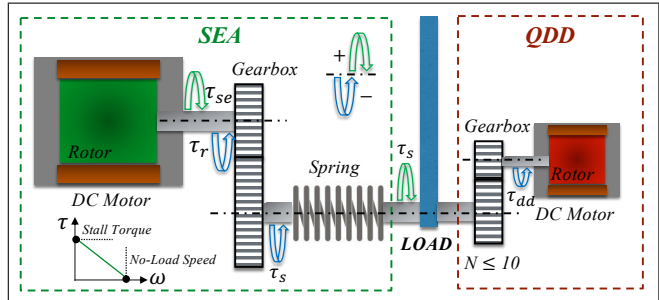 SEA
QDD
Gearbox
+
−
τse
τr
Rotor
DC Motor
Spring
τs
τs
LOAD
Gearbox
Rotor
τdd
DC Motor
N ≤ 10
τ
Stall Torque
No-Load Speed
ω